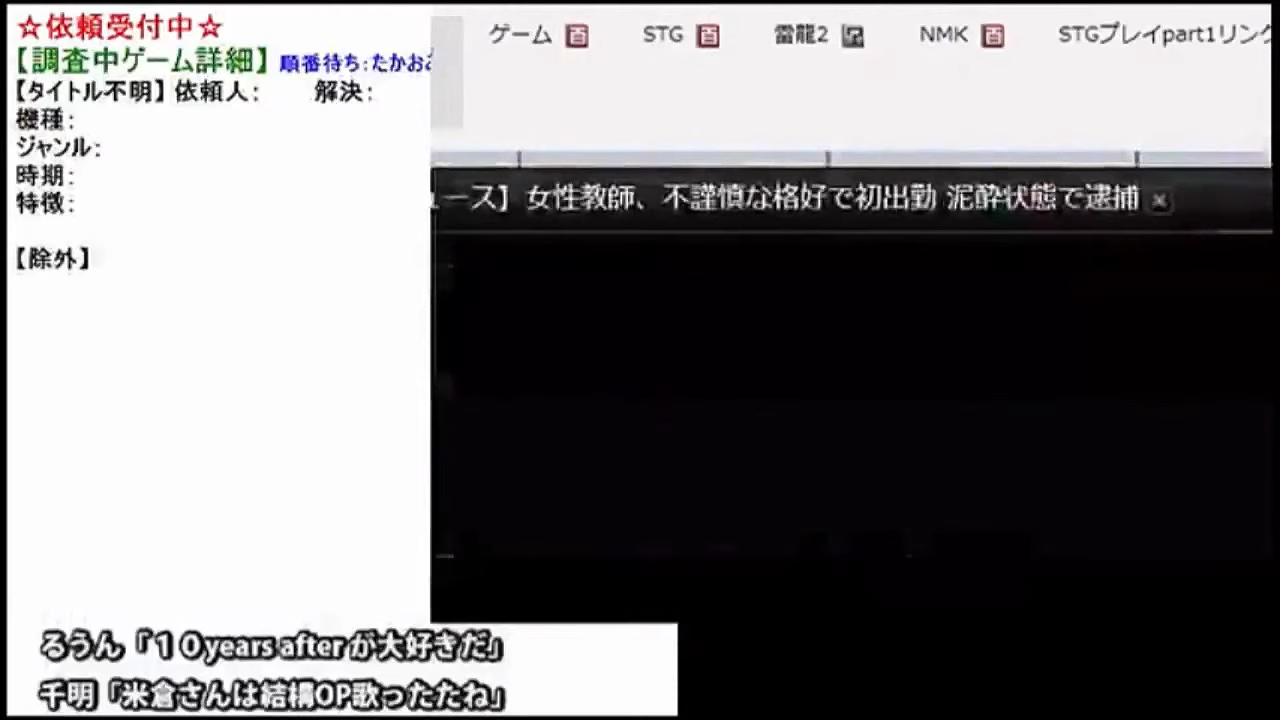 ☆依頼受付中☆
【調査中ゲーム詳細】 順番待ち:たかおみ
【タイトル不明】 依頼人: 解決:
機種:
ジャンル:
時期:
特徴:
【除外】
ゲーム 百 STG 百 雷龍2 NMK 百 STGプレイpart1リンク
ュース】 女性教師、不謹慎な格好で初出勤 泥酔状態で逮捕
るうん「１０years afterが大好きだ」
千明「米倉さんは結構OP歌ったたね」